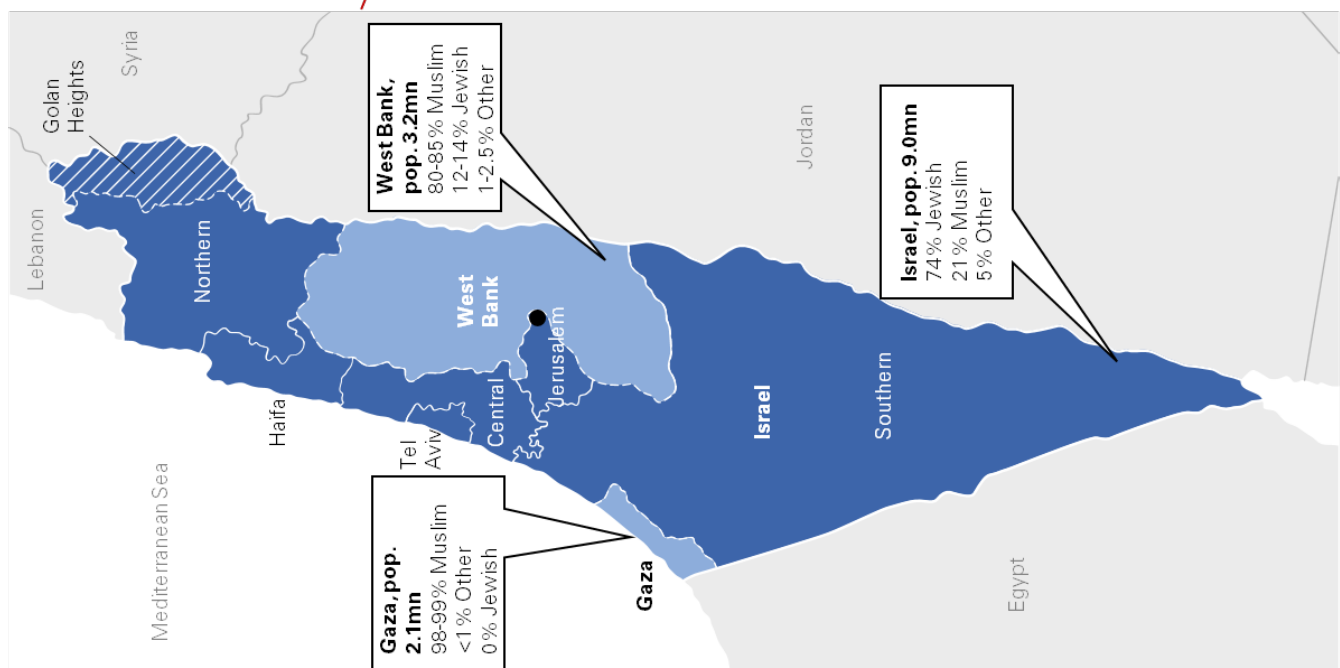 Syria
Golan
Heights
Lebanon
Northern
West Bank,
pop. 3.2mn
80-85% Muslim
12-14% Jewish
1-2.5% Other
Jordan
Haifa
West
Bank
Mediterranean Sea
Tel
Aviv
Central
Jerusalem
Gaza, pop.
2.1mn
98-99% Muslim
<1% Other
0% Jewish
Gaza
Israel
Southern
Israel, pop. 9.0mn
74% Jewish
21% Muslim
5% Other
Egypt